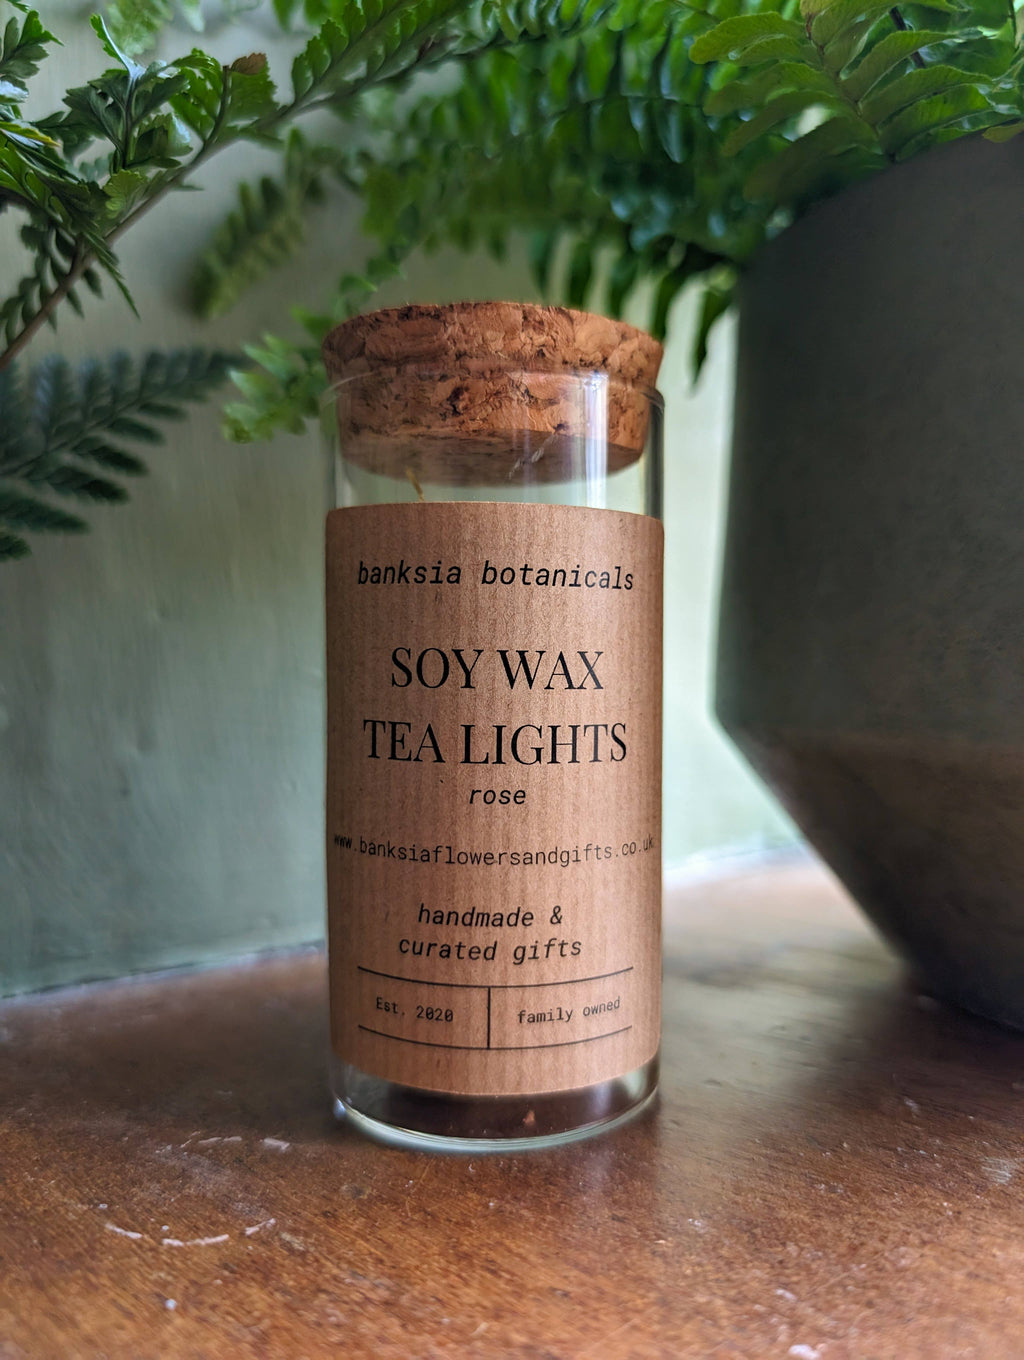 banksia botanicals
SOY WAX
TEA LIGHTS
rose
www.banksiaflowersandgifts.co.uk
handmade &
curated gifts
Est. 2020
family owned